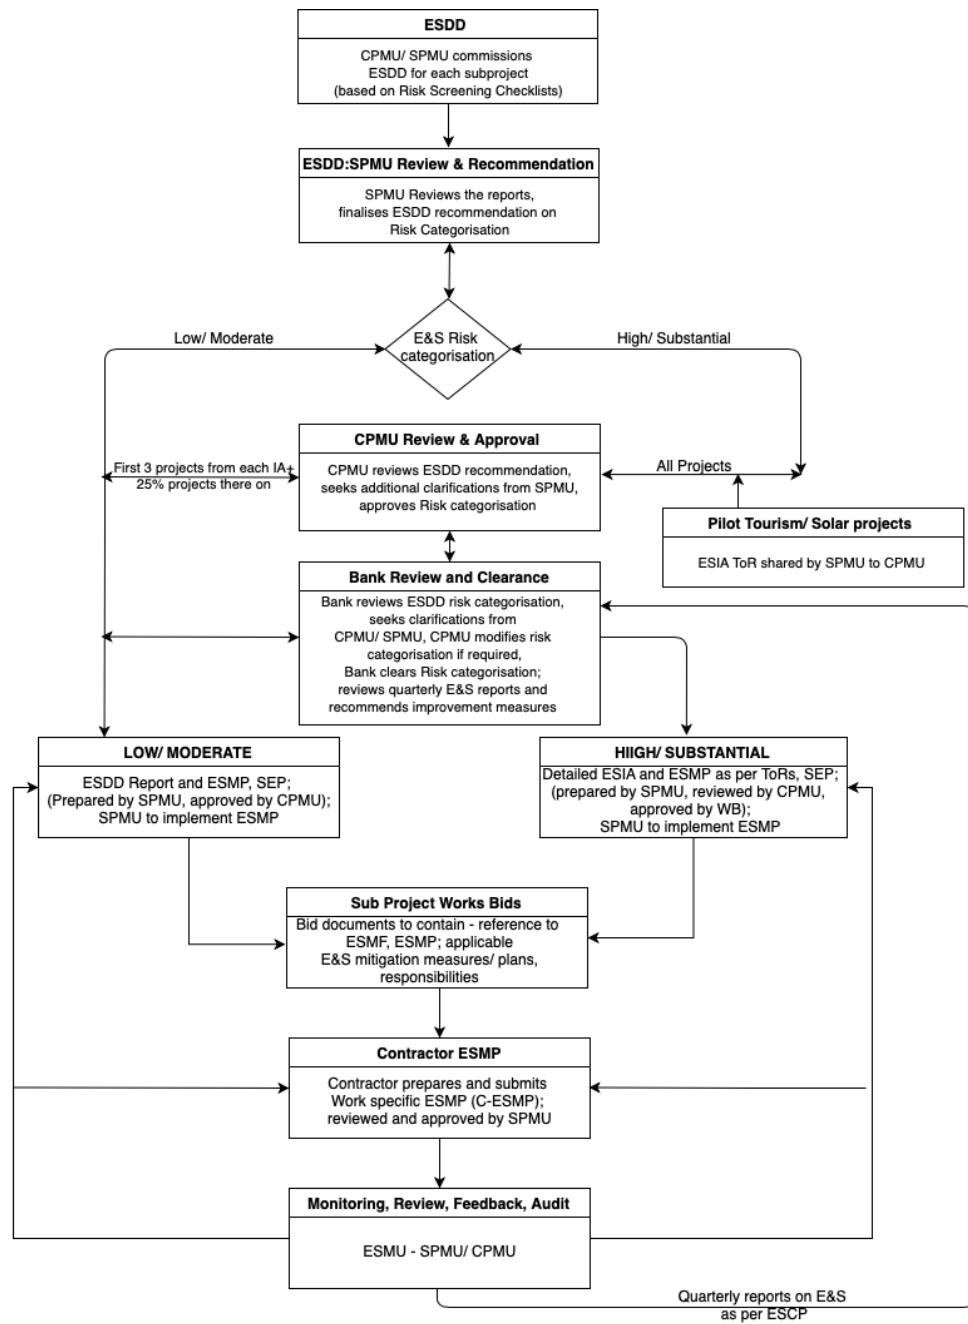 ESDD
CPMU/ SPMU commissions
ESDD for each subproject
(based on Risk Screening Checklists)
ESDD:SPMU Review & Recommendation
SPMU Reviews the reports,
finalises ESDD recommendation on
Risk Categorisation
Low/ Moderate
E&S Risk
categorisation
High/ Substantial
CPMU Review & Approval
CPMU reviews ESDD recommendation,
seeks additional clarifications from SPMU,
approves Risk categorisation
First 3 projects from each IA+
25% projects there on
All Projects
Pilot Tourism/ Solar projects
ESIA ToR shared by SPMU to CPMU
Bank Review and Clearance
Bank reviews ESDD risk categorisation,
seeks clarifications from
CPMU/ SPMU, CPMU modifies risk
categorisation if required,
Bank clears Risk categorisation;
reviews quarterly E&S reports and
recommends improvement measures
LOW/ MODERATE
ESDD Report and ESMP, SEP;
(Prepared by SPMU, approved by CPMU);
SPMU to implement ESMP
HIIGH/ SUBSTANTIAL
Detailed ESIA and ESMP as per ToRs, SEP;
(prepared by SPMU, reviewed by CPMU,
approved by WB);
SPMU to implement ESMP
Sub Project Works Bids
Bid documents to contain - reference to
ESMF, ESMP; applicable
E&S mitigation measures/ plans,
responsibilities
Contractor ESMP
Contractor prepares and submits
Work specific ESMP (C-ESMP);
reviewed and approved by SPMU
Monitoring, Review, Feedback, Audit
ESMU - SPMU/ CPMU
Quarterly reports on E&S
as per ESCP